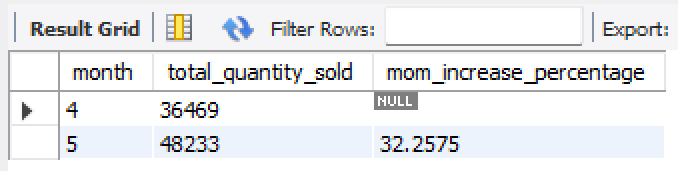 Result Grid Filter Rows: Export:
month total_quantity_sold mom_increase_percentage
4 36469 NULL
5 48233 32.2575